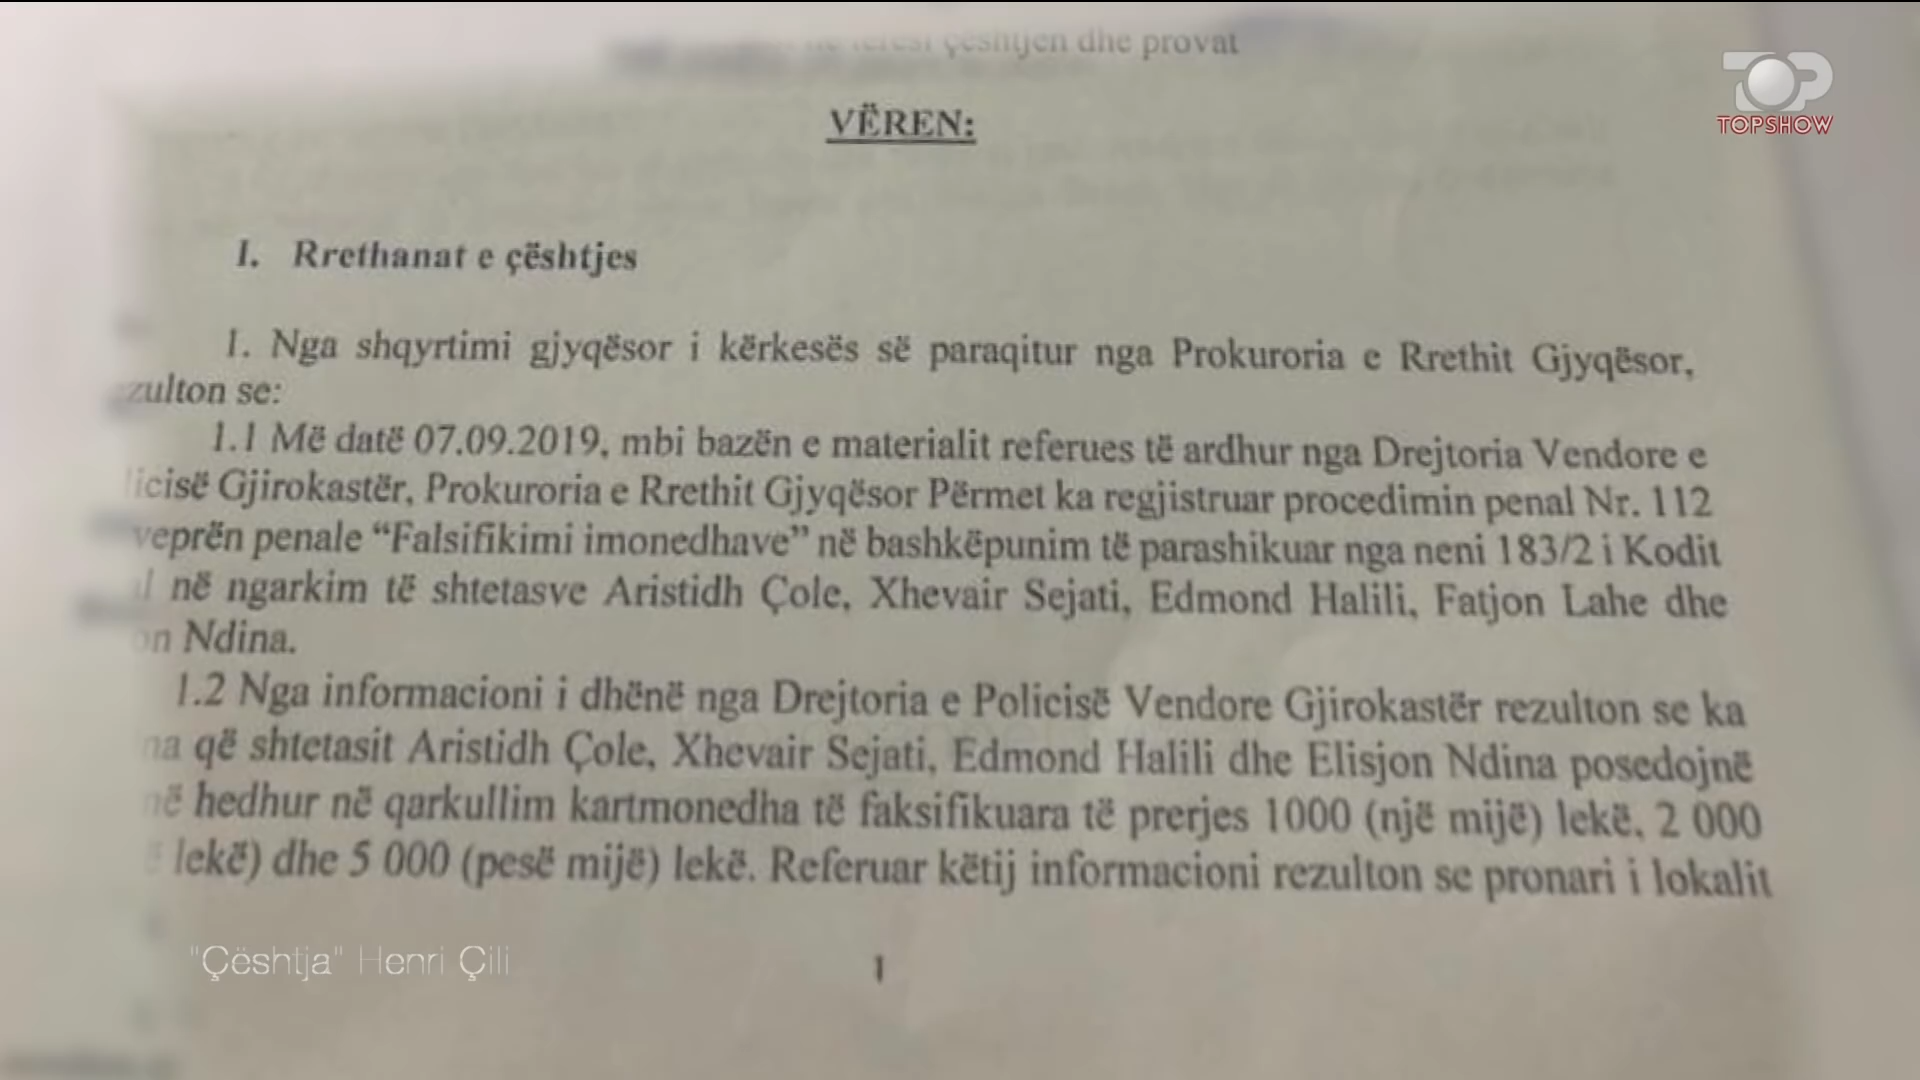 çështjen dhe provat
TOP
TOPSHOW
VËREN:
I. Rrethanat e çështjes
1. Nga shqyrtimi gjyqësor i kërkesës së paraqitur nga Prokuroria e Rrethit Gjyqësor,
zulton se:
1.1 Më datë 07.09.2019, mbi bazën e materialit referues të ardhur nga Drejtoria Vendore e
licisë Gjirokastër, Prokuroria e Rrethit Gjyqësor Përmet ka regjistruar procedimin penal Nr. 112
veprën penale “Falsifikimi imonedhave” në bashkëpunim të parashikuar nga neni 183/2 i Kodit
l në ngarkim të shtetasve Aristidh Çole, Xhevair Sejati, Edmond Halili, Fatjon Lahe dhe
on Ndina.
1.2 Nga informacioni i dhënë nga Drejtoria e Policisë Vendore Gjirokastër rezulton se ka
na që shtetasit Aristidh Çole, Xhevair Sejati, Edmond Halili dhe Elisjon Ndina posedojnë
në hedhur në qarkullim kartmonedha të faksifikuara të prerjes 1000 (një mijë) lekë, 2 000
lekë) dhe 5 000 (pesë mijë) lekë. Referuar këtij informacioni rezulton se pronari i lokalit
"Çështja" Henri Çili
1